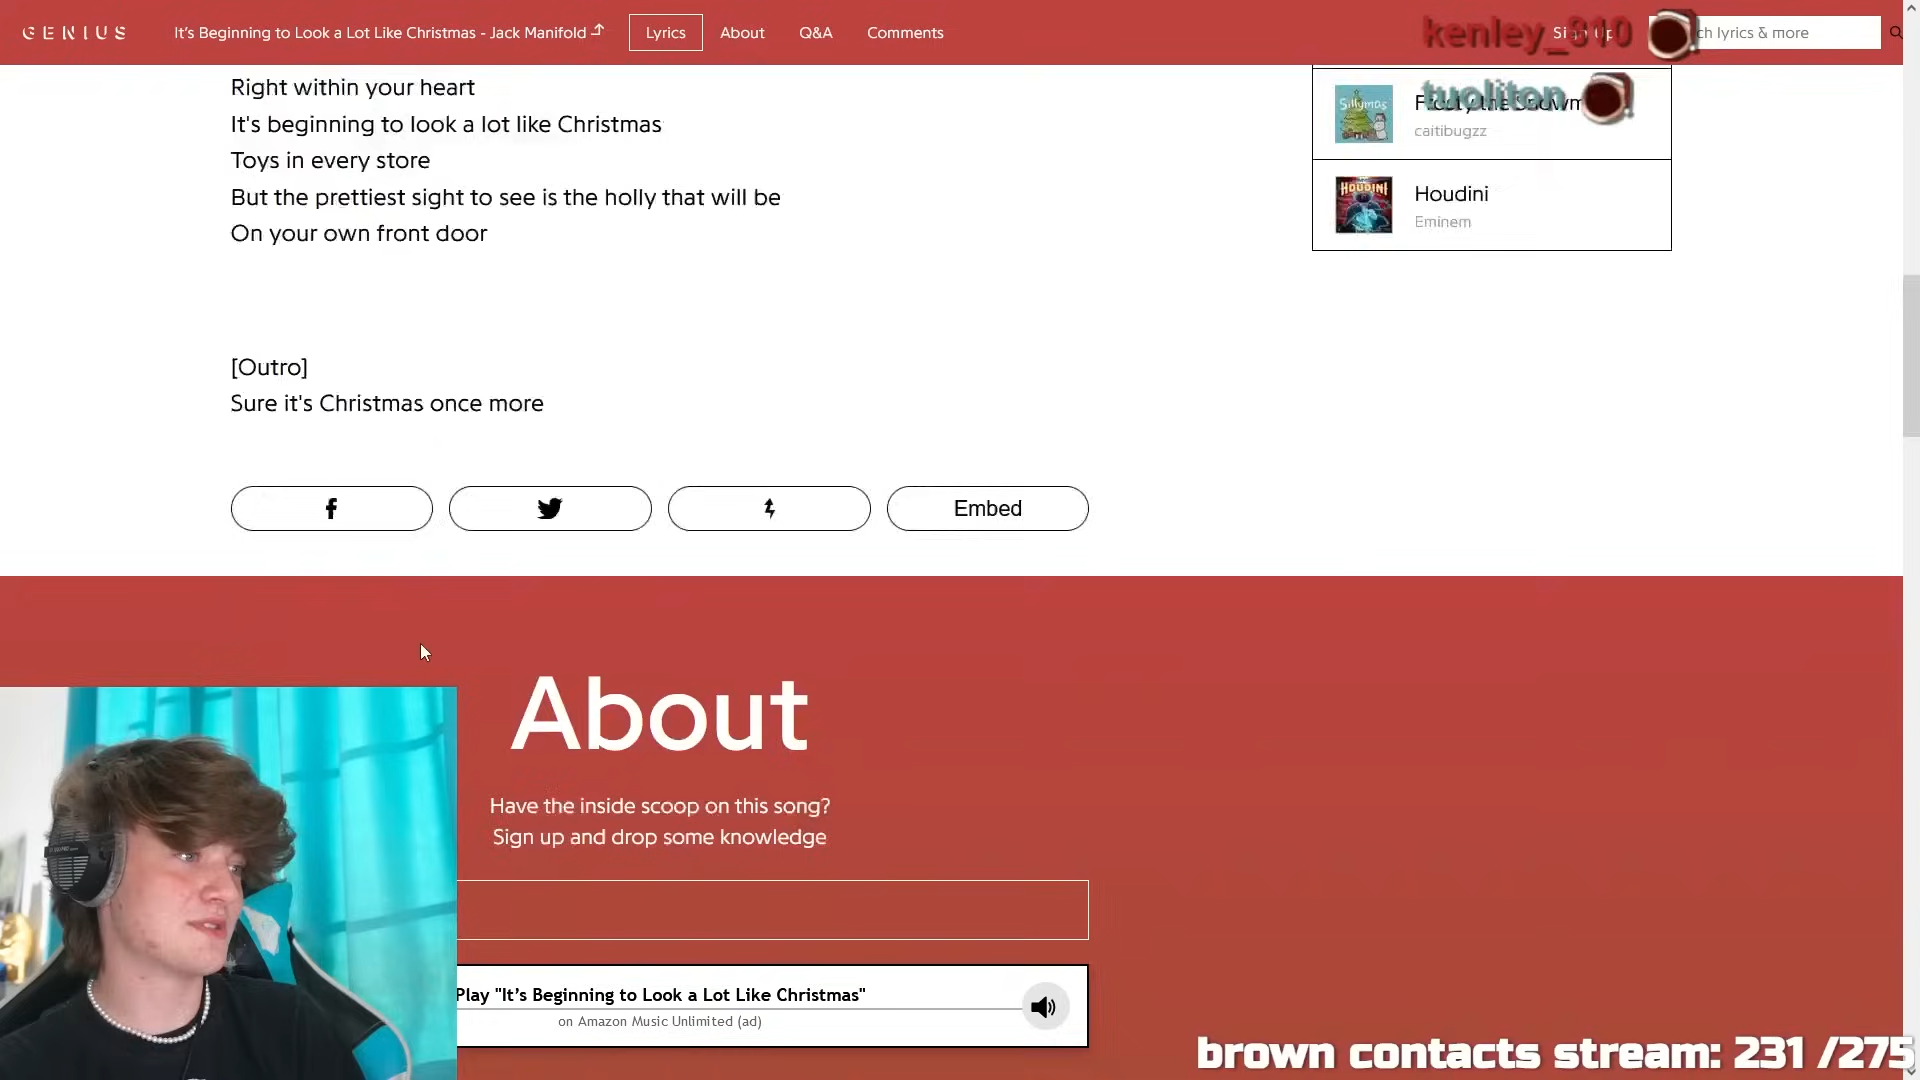 GENIUS
It's Beginning to Look a Lot Like Christmas - Jack Manifold
Lyrics
About
Q&A
Comments
kenley_810
lyrics & more
tuoliton
Right within your heart
It's beginning to look a lot like Christmas
Toys in every store
But the prettiest sight to see is the holly that will be
On your own front door
[Outro]
Sure it's Christmas once more
Sillymas
Frosty the
caitibugzz
HOUDINI
Houdini
Eminem
Embed
About
Have the inside scoop on this song?
Sign up and drop some knowledge
Play "It's Beginning to Look a Lot Like Christmas"
on Amazon Music Unlimited (ad)
brown contacts stream: 231 /275